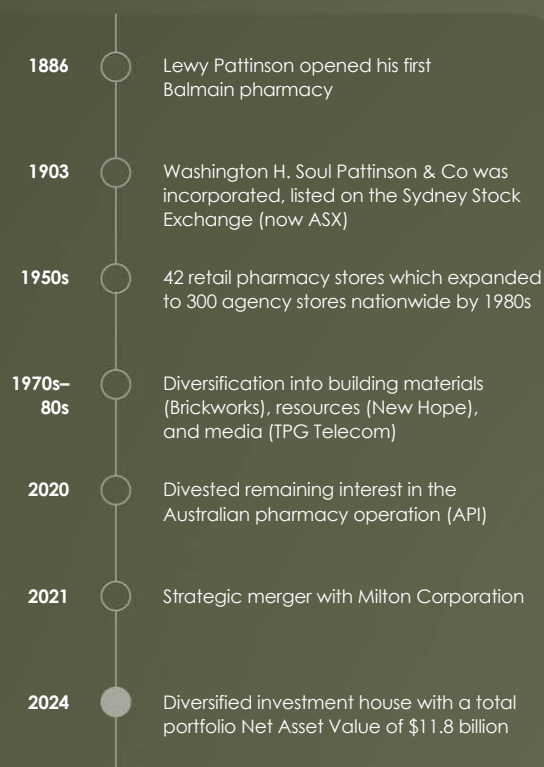 1886
Lewy Pattinson opened his first
Balmain pharmacy
1903
Washington H. Soul Pattinson & Co was
incorporated, listed on the Sydney Stock
Exchange (now ASX)
1950s
42 retail pharmacy stores which expanded
to 300 agency stores nationwide by 1980s
1970s–
80s
Diversification into building materials
(Brickworks), resources (New Hope),
and media (TPG Telecom)
2020
Divested remaining interest in the
Australian pharmacy operation (API)
2021
Strategic merger with Milton Corporation
2024
Diversified investment house with a total
portfolio Net Asset Value of $11.8 billion